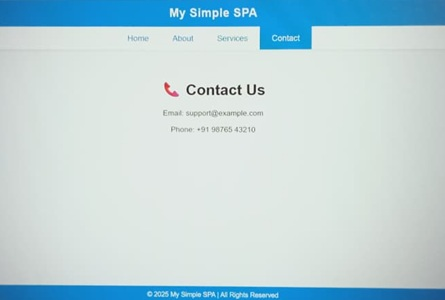 My Simple SPA
Home About Services Contact
📞 Contact Us
Email: support@example.com
Phone: +91 98765 43210
© 2025 My Simple SPA | All Rights Reserved